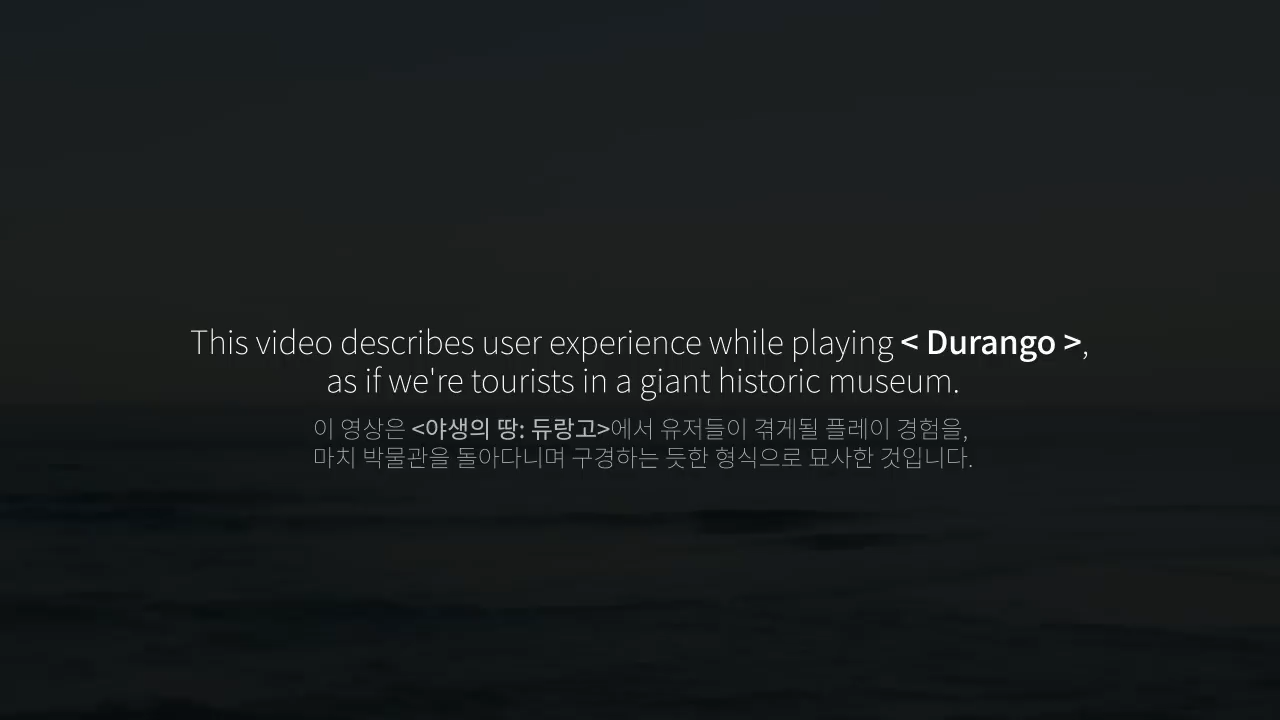 This video describes user experience while playing < Durango >,
as if we're tourists in a giant historic museum.
이 영상은 <야생의 땅: 듀랑고>에서 유저들이 겪게될 플레이 경험을,
마치 박물관을 돌아다니며 구경하는 듯한 형식으로 묘사한 것입니다.